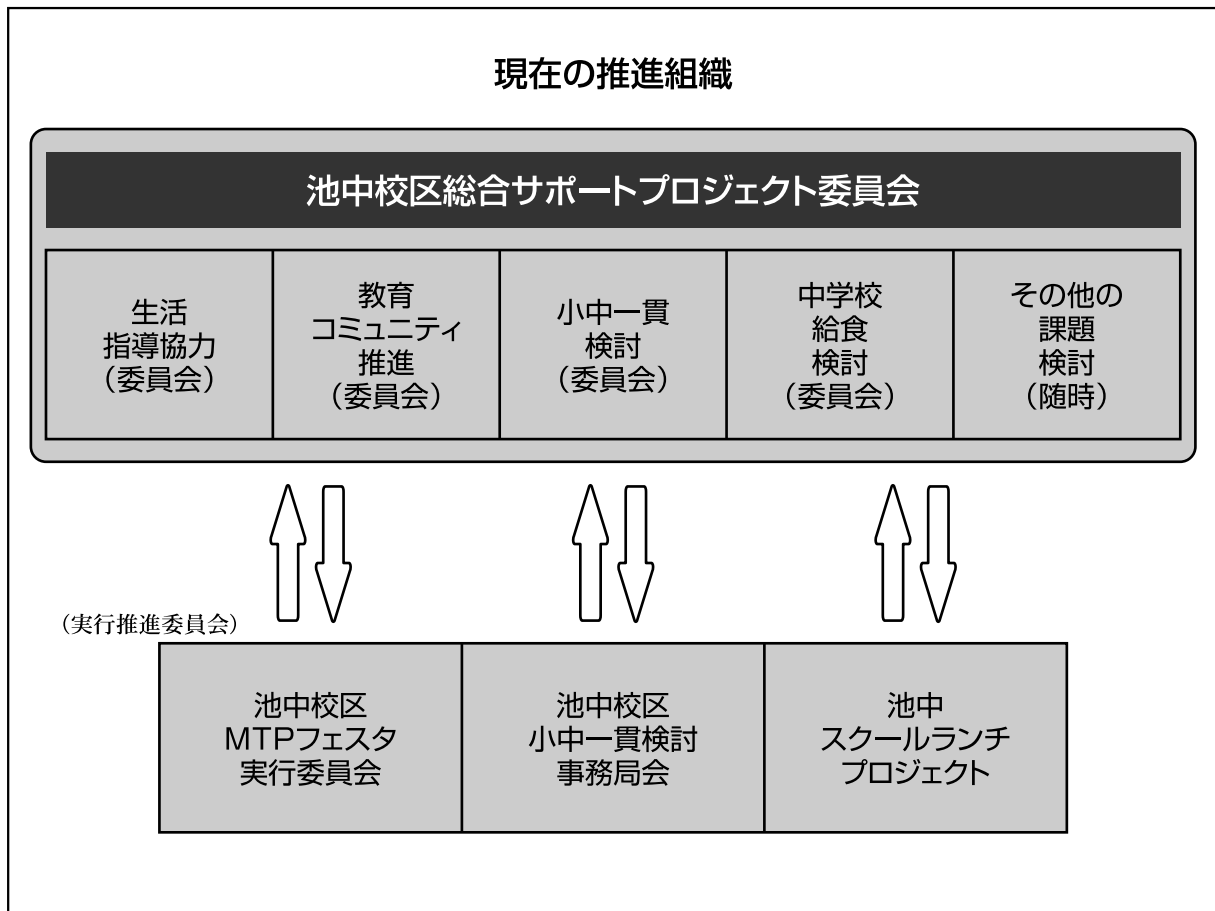 現在の推進組織
池中校区総合サポートプロジェクト委員会
生活
指導協力
（委員会）
教育
コミュニティ
推進
（委員会）
小中一貫
検討
（委員会）
中学校
給食
検討
（委員会）
その他の
課題
検討
（随時）
（実行推進委員会）
池中校区
MTPフェスタ
実行委員会
池中校区
小中一貫検討
事務局会
池中
スクールランチ
プロジェクト